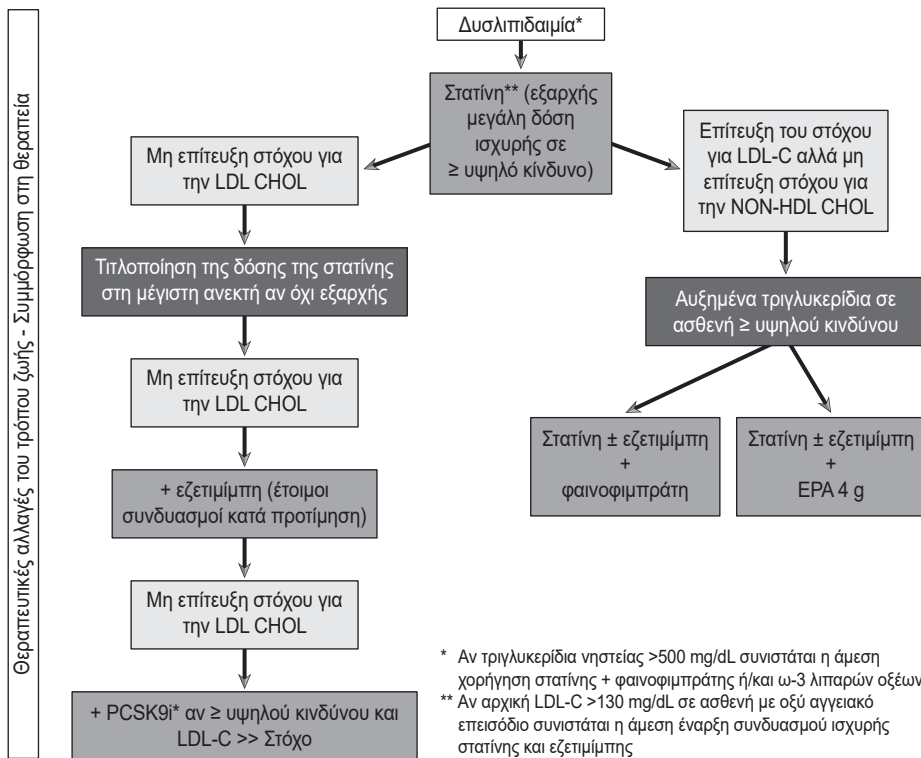 Θεραπευτικές αλλαγές του τρόπου ζωής - Συμμόρφωση στη θεραπεία
Δυσλιπιδαιμία*
Στατίνη** (εξαρχής
μεγάλη δόση
ισχυρής σε
≥ υψηλό κίνδυνο)
Μη επίτευξη στόχου για
την LDL CHOL
Τιτλοποίηση της δόσης της στατίνης
στη μέγιστη ανεκτή αν όχι εξαρχής
Μη επίτευξη στόχου για
την LDL CHOL
+ εζετιμίμπη (έτοιμοι
συνδυασμοί κατά προτίμηση)
Μη επίτευξη στόχου για
την LDL CHOL
+ PCSK9i* αν ≥ υψηλού κινδύνου και
LDL-C >> Στόχο
Επίτευξη του στόχου
για LDL-C αλλά μη
επίτευξη στόχου για
την NON-HDL CHOL
Αυξημένα τριγλυκερίδια σε
ασθενή ≥ υψηλού κινδύνου
Στατίνη ± εζετιμίμπη
+
φαινοφιμπράτη
Στατίνη ± εζετιμίμπη
+
EPA 4 g
* Αν τριγλυκερίδια νηστείας >500 mg/dL συνιστάται η άμεση
χορήγηση στατίνης + φαινοφιμπράτης ή/και ω-3 λιπαρών οξέων
** Αν αρχική LDL-C >130 mg/dL σε ασθενή με οξύ αγγειακό
επεισόδιο συνιστάται η άμεση έναρξη συνδυασμού ισχυρής
στατίνης και εζετιμίμπης